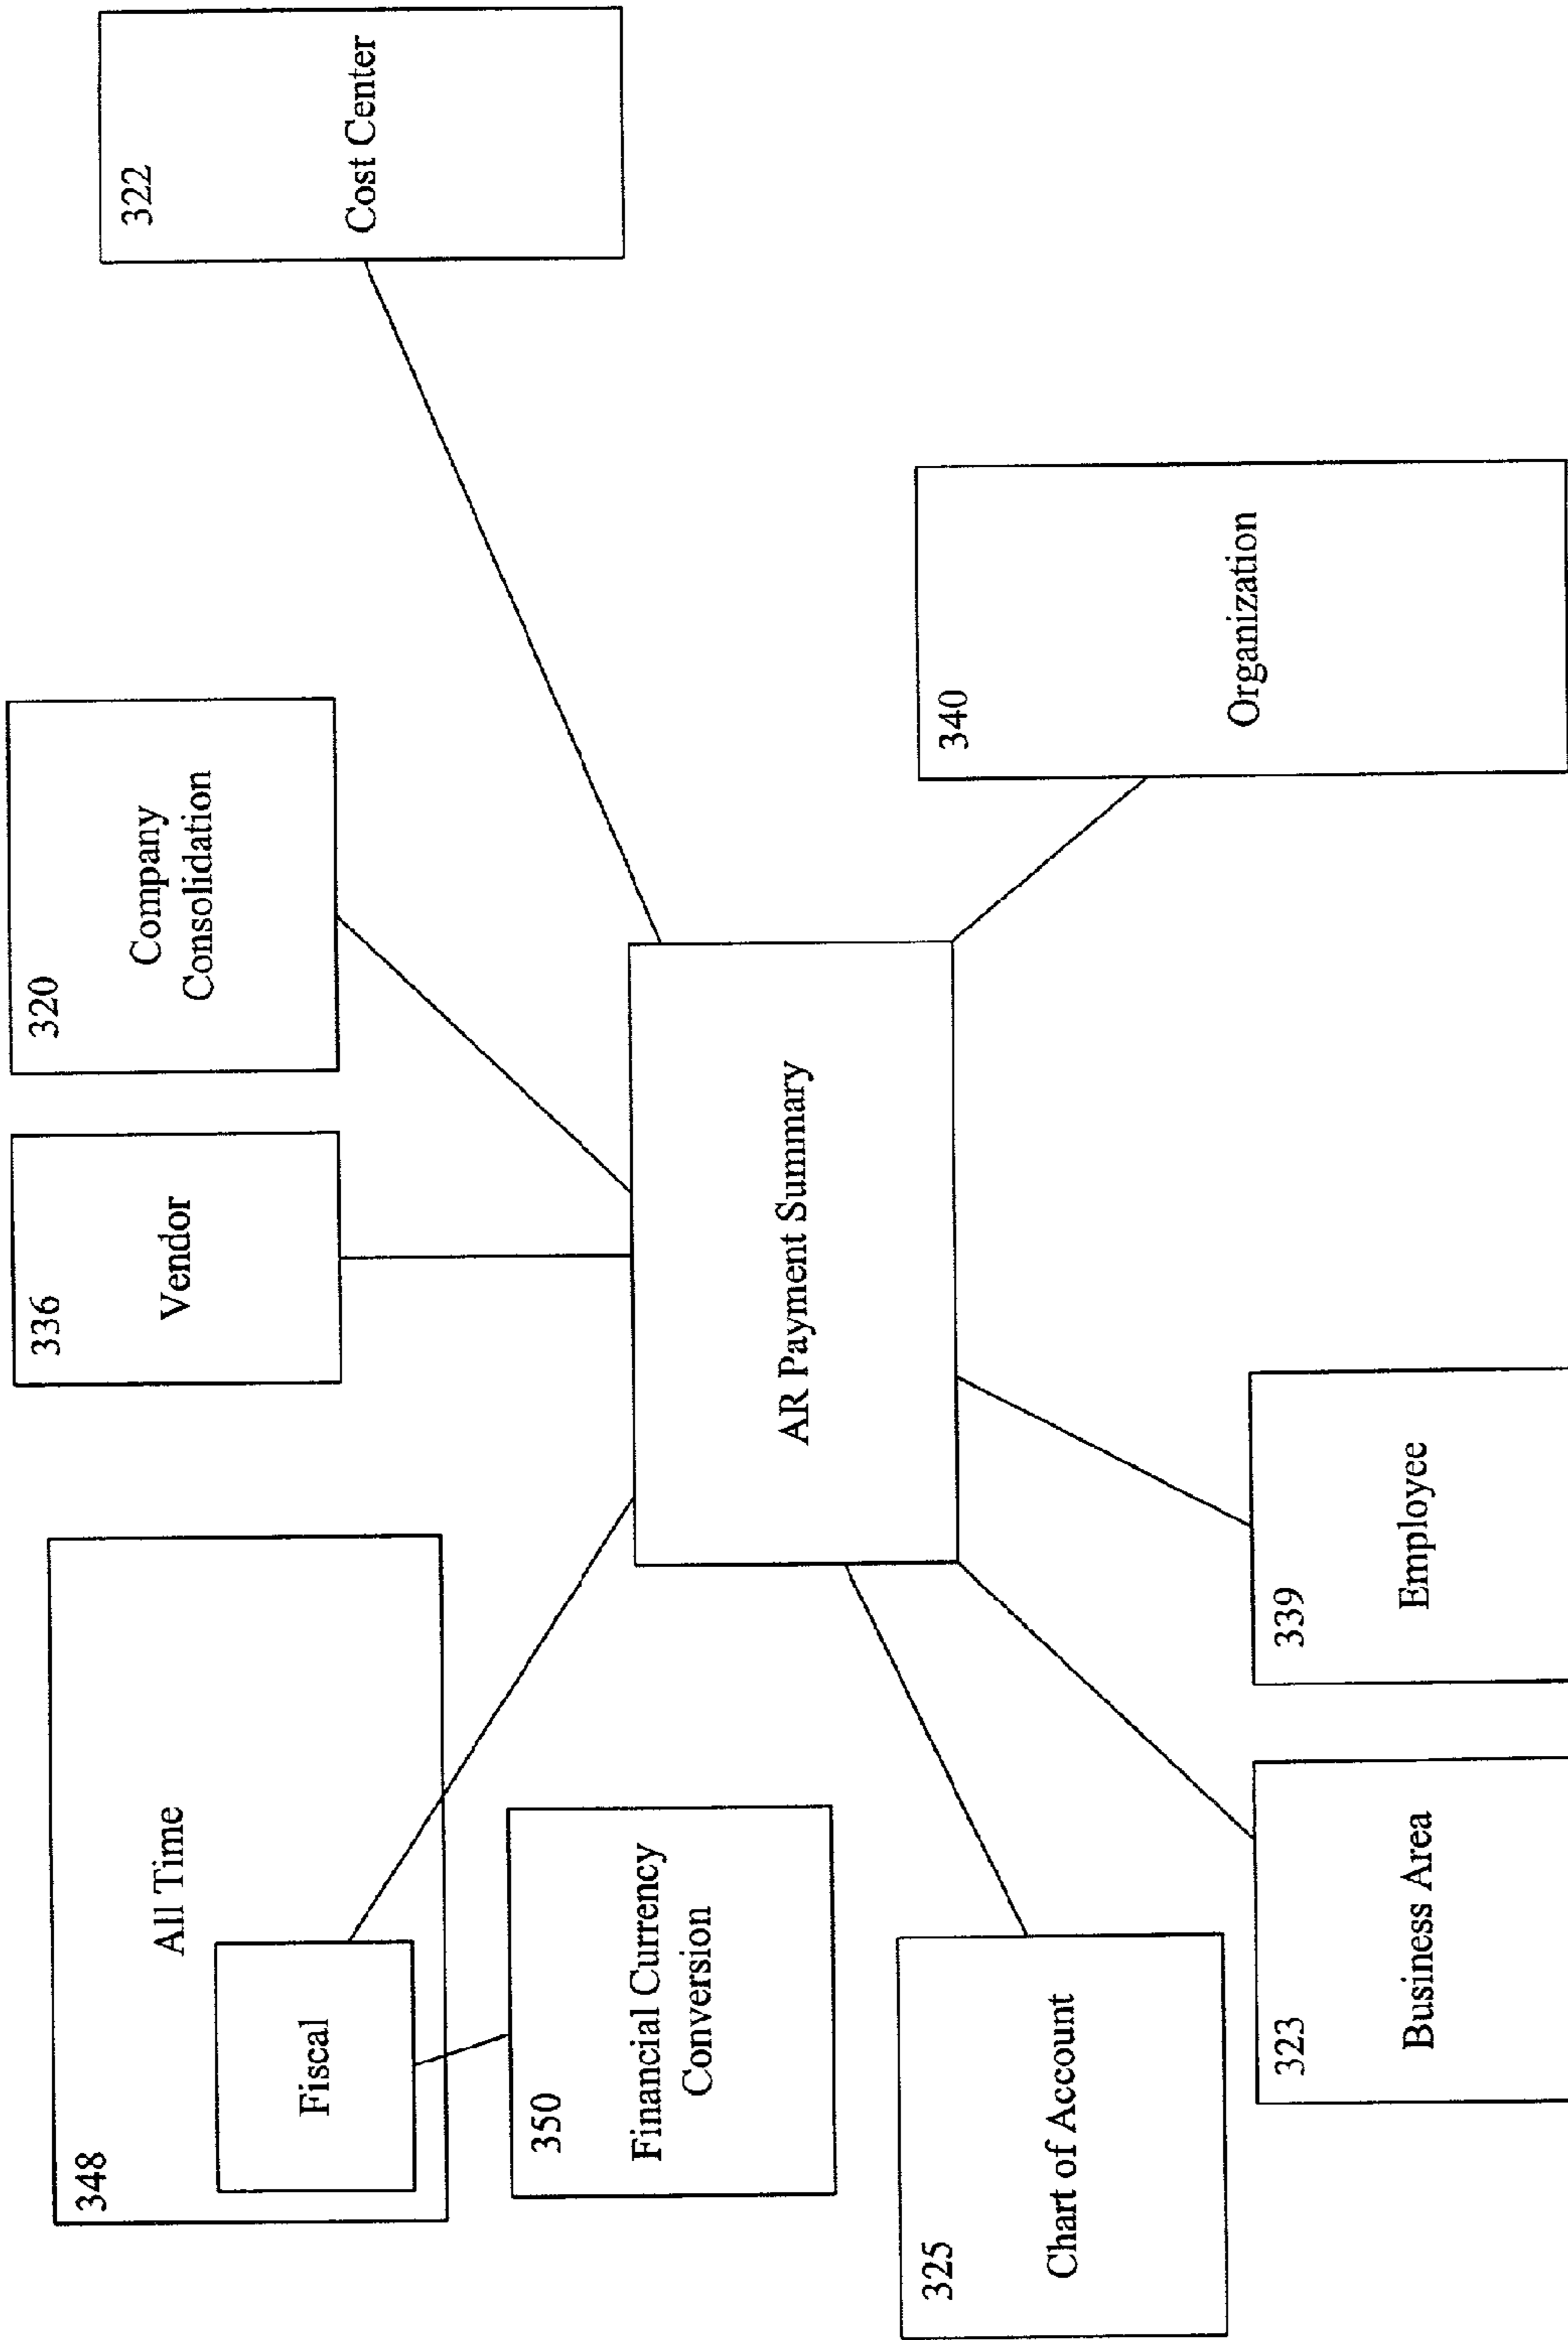 348
All Time
Fiscal
336
Vendor
320
Company
Consolidation
322
Cost Center
350
Financial Currency
Conversion
AR Payment Summary
325
Chart of Account
340
Organization
323
Business Area
339
Employee